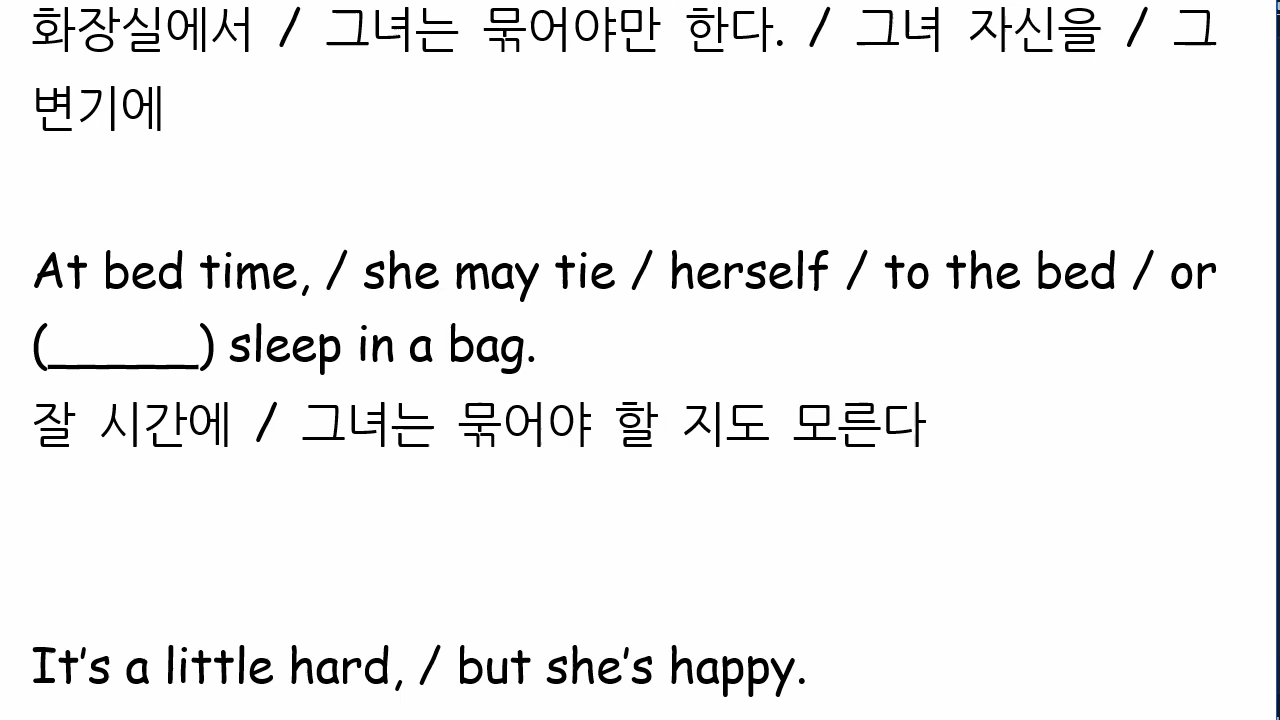 화장실에서 / 그녀는 묶어야만 한다. / 그녀 자신을 / 그
변기에
At bed time, / she may tie / herself / to the bed / or
(______) sleep in a bag.
잘 시간에 / 그녀는 묶어야 할 지도 모른다
It's a little hard, / but she's happy.